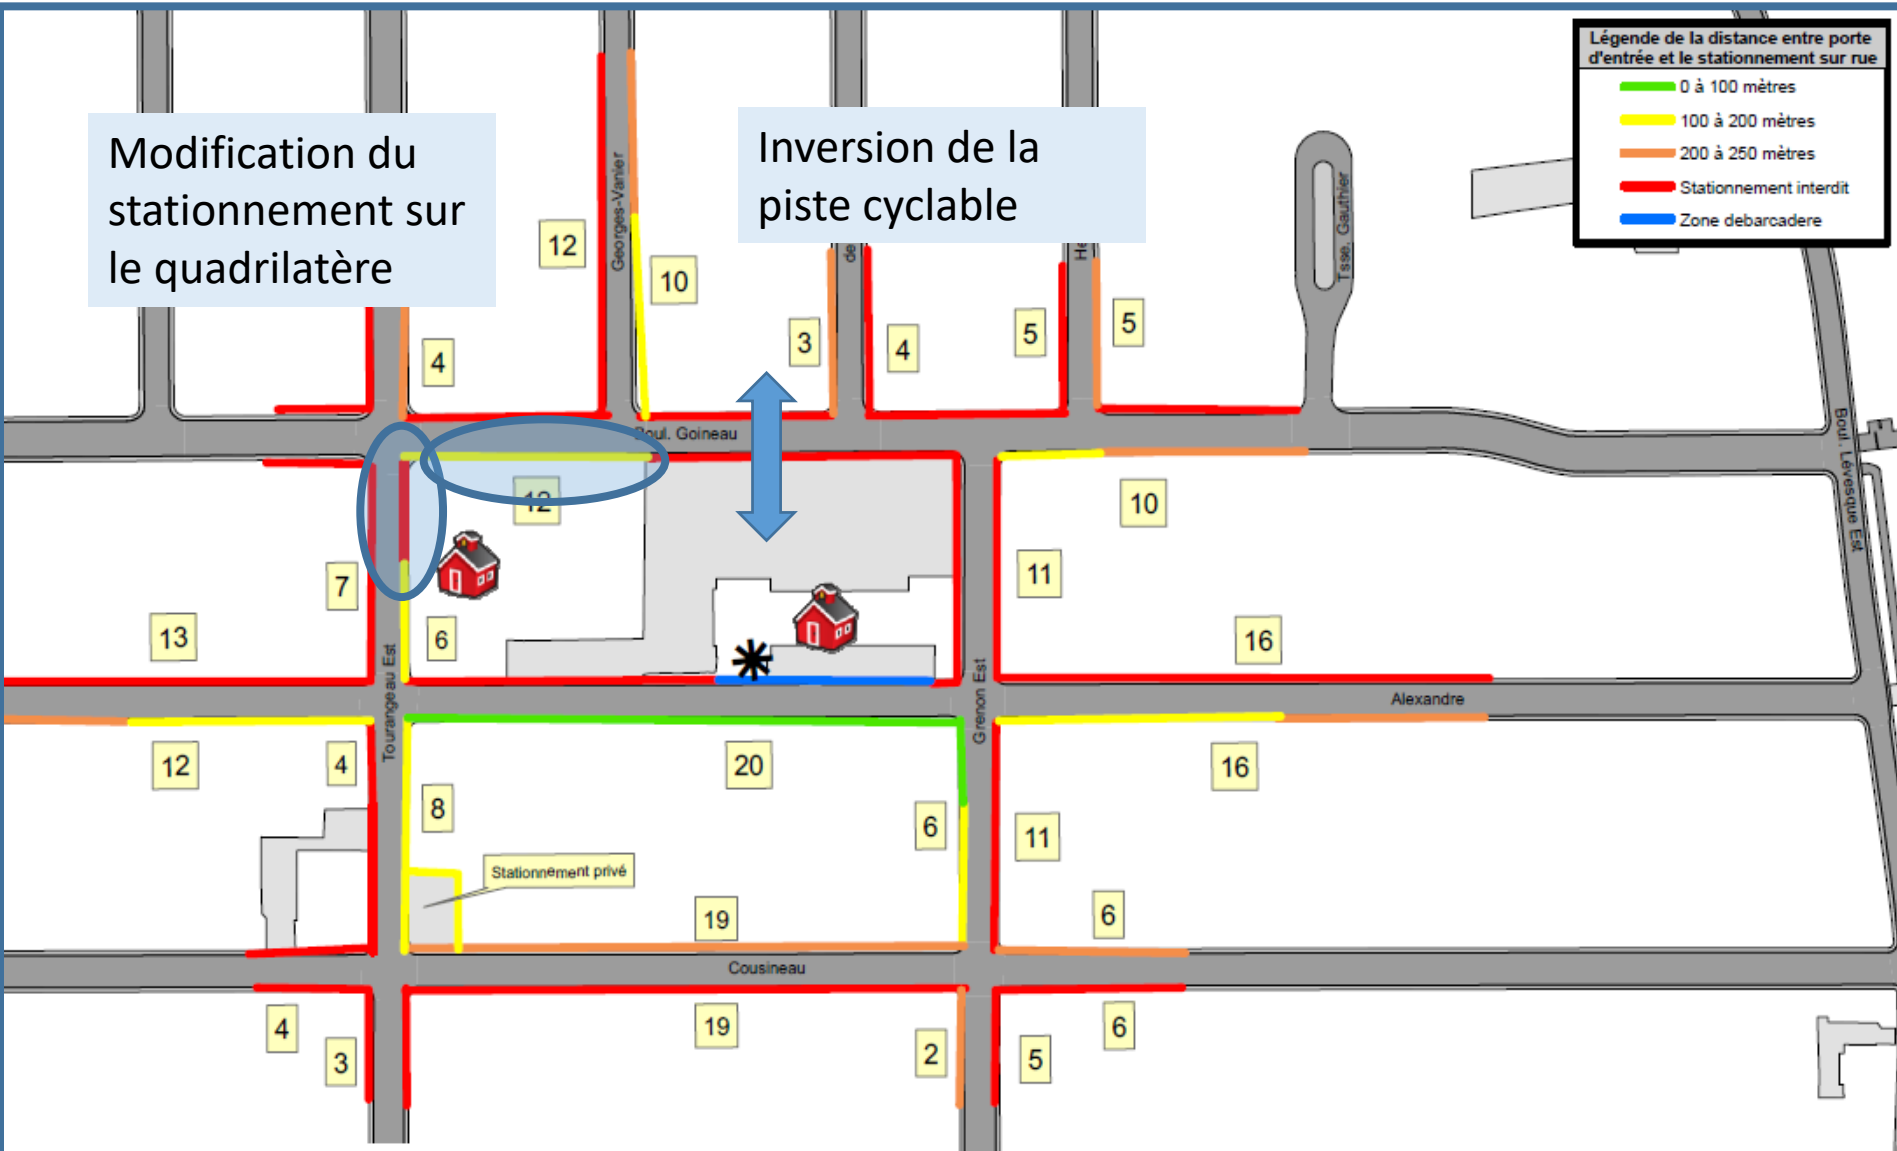 Légende de la distance entre porte
d'entrée et le stationnement sur rue
0 à 100 mètres
100 à 200 mètres
200 à 250 mètres
Stationnement interdit
Zone debarcadere
Modification du
stationnement sur
le quadrilatère
Inversion de la
piste cyclable
Georges-Vanier
de
He
Tsse. Gauthier
12
10
4
3
4
5
5
Boul. Goineau
Boul. Lévesque Est
12
10
7
11
13
6
16
Tourangeau Est
Grenon Est
Alexandre
12
4
20
16
8
6
11
Stationnement privé
19
6
Cousineau
4
3
19
2
5
6